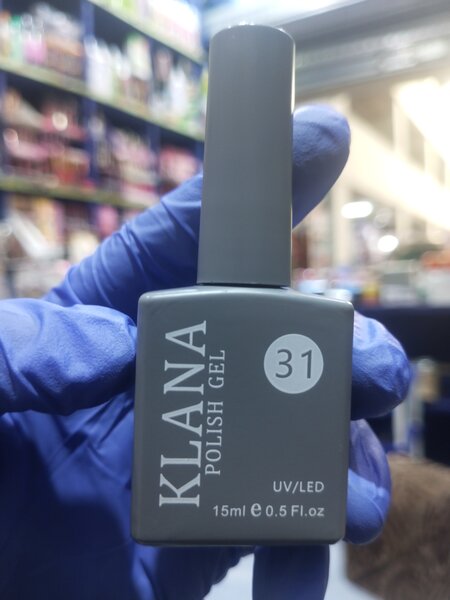 KLANA
POLISH GEL
31
UV/LED
15ml e 0.5 Fl.oz